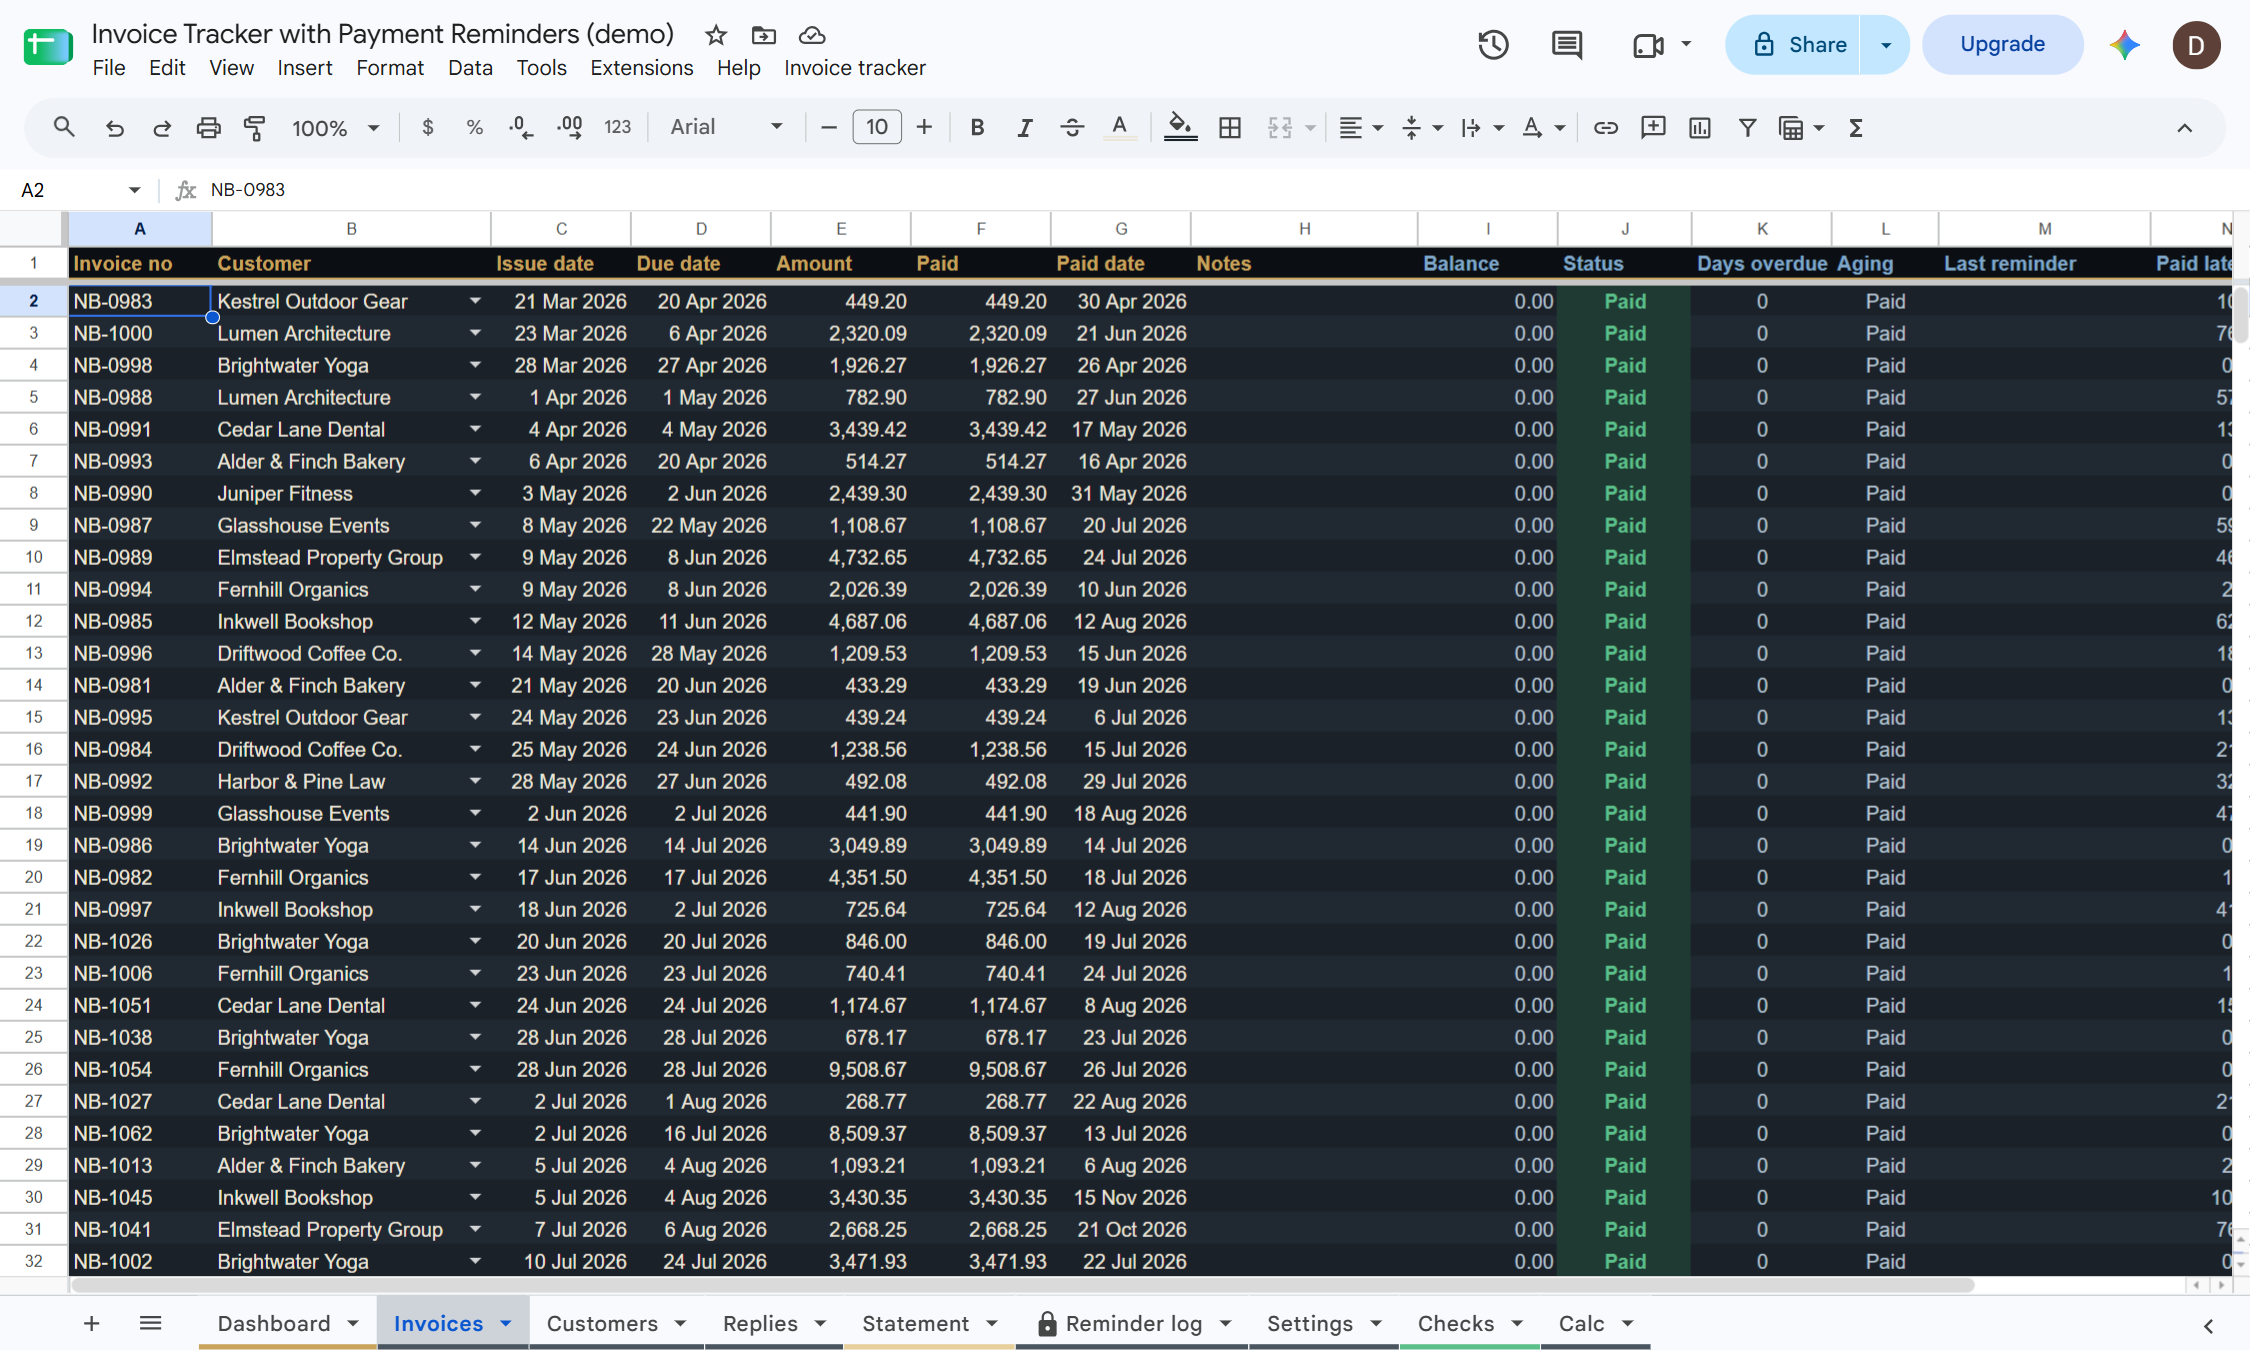 Invoice Tracker with Payment Reminders (demo)
File Edit View Insert Format Data Tools Extensions Help Invoice tracker
Share
Upgrade
D
100% $ % .0 .00 123 Arial 10 B I A A Σ
A2 fx NB-0983
A B C D E F G H I J K L M N
1 Invoice no Customer Issue date Due date Amount Paid Paid date Notes Balance Status Days overdue Aging Last reminder Paid late
2 NB-0983 Kestrel Outdoor Gear 21 Mar 2026 20 Apr 2026 449.20 449.20 30 Apr 2026 0.00 Paid 0 Paid 10
3 NB-1000 Lumen Architecture 23 Mar 2026 6 Apr 2026 2,320.09 2,320.09 21 Jun 2026 0.00 Paid 0 Paid 76
4 NB-0998 Brightwater Yoga 28 Mar 2026 27 Apr 2026 1,926.27 1,926.27 26 Apr 2026 0.00 Paid 0 Paid 0
5 NB-0988 Lumen Architecture 1 Apr 2026 1 May 2026 782.90 782.90 27 Jun 2026 0.00 Paid 0 Paid 57
6 NB-0991 Cedar Lane Dental 4 Apr 2026 4 May 2026 3,439.42 3,439.42 17 May 2026 0.00 Paid 0 Paid 13
7 NB-0993 Alder & Finch Bakery 6 Apr 2026 20 Apr 2026 514.27 514.27 16 Apr 2026 0.00 Paid 0 Paid 0
8 NB-0990 Juniper Fitness 3 May 2026 2 Jun 2026 2,439.30 2,439.30 31 May 2026 0.00 Paid 0 Paid 0
9 NB-0987 Glasshouse Events 8 May 2026 22 May 2026 1,108.67 1,108.67 20 Jul 2026 0.00 Paid 0 Paid 59
10 NB-0989 Elmstead Property Group 9 May 2026 8 Jun 2026 4,732.65 4,732.65 24 Jul 2026 0.00 Paid 0 Paid 46
11 NB-0994 Fernhill Organics 9 May 2026 8 Jun 2026 2,026.39 2,026.39 10 Jun 2026 0.00 Paid 0 Paid 2
12 NB-0985 Inkwell Bookshop 12 May 2026 11 Jun 2026 4,687.06 4,687.06 12 Aug 2026 0.00 Paid 0 Paid 62
13 NB-0996 Driftwood Coffee Co. 14 May 2026 28 May 2026 1,209.53 1,209.53 15 Jun 2026 0.00 Paid 0 Paid 18
14 NB-0981 Alder & Finch Bakery 21 May 2026 20 Jun 2026 433.29 433.29 19 Jun 2026 0.00 Paid 0 Paid 0
15 NB-0995 Kestrel Outdoor Gear 24 May 2026 23 Jun 2026 439.24 439.24 6 Jul 2026 0.00 Paid 0 Paid 13
16 NB-0984 Driftwood Coffee Co. 25 May 2026 24 Jun 2026 1,238.56 1,238.56 15 Jul 2026 0.00 Paid 0 Paid 21
17 NB-0992 Harbor & Pine Law 28 May 2026 27 Jun 2026 492.08 492.08 29 Jul 2026 0.00 Paid 0 Paid 32
18 NB-0999 Glasshouse Events 2 Jun 2026 2 Jul 2026 441.90 441.90 18 Aug 2026 0.00 Paid 0 Paid 47
19 NB-0986 Brightwater Yoga 14 Jun 2026 14 Jul 2026 3,049.89 3,049.89 14 Jul 2026 0.00 Paid 0 Paid 0
20 NB-0982 Fernhill Organics 17 Jun 2026 17 Jul 2026 4,351.50 4,351.50 18 Jul 2026 0.00 Paid 0 Paid 1
21 NB-0997 Inkwell Bookshop 18 Jun 2026 2 Jul 2026 725.64 725.64 12 Aug 2026 0.00 Paid 0 Paid 41
22 NB-1026 Brightwater Yoga 20 Jun 2026 20 Jul 2026 846.00 846.00 19 Jul 2026 0.00 Paid 0 Paid 0
23 NB-1006 Fernhill Organics 23 Jun 2026 23 Jul 2026 740.41 740.41 24 Jul 2026 0.00 Paid 0 Paid 1
24 NB-1051 Cedar Lane Dental 24 Jun 2026 24 Jul 2026 1,174.67 1,174.67 8 Aug 2026 0.00 Paid 0 Paid 15
25 NB-1038 Brightwater Yoga 28 Jun 2026 28 Jul 2026 678.17 678.17 23 Jul 2026 0.00 Paid 0 Paid 0
26 NB-1054 Fernhill Organics 28 Jun 2026 28 Jul 2026 9,508.67 9,508.67 26 Jul 2026 0.00 Paid 0 Paid 0
27 NB-1027 Cedar Lane Dental 2 Jul 2026 1 Aug 2026 268.77 268.77 22 Aug 2026 0.00 Paid 0 Paid 21
28 NB-1062 Brightwater Yoga 2 Jul 2026 16 Jul 2026 8,509.37 8,509.37 13 Jul 2026 0.00 Paid 0 Paid 0
29 NB-1013 Alder & Finch Bakery 5 Jul 2026 4 Aug 2026 1,093.21 1,093.21 6 Aug 2026 0.00 Paid 0 Paid 2
30 NB-1045 Inkwell Bookshop 5 Jul 2026 4 Aug 2026 3,430.35 3,430.35 15 Nov 2026 0.00 Paid 0 Paid 10
31 NB-1041 Elmstead Property Group 7 Jul 2026 6 Aug 2026 2,668.25 2,668.25 21 Oct 2026 0.00 Paid 0 Paid 76
32 NB-1002 Brightwater Yoga 10 Jul 2026 24 Jul 2026 3,471.93 3,471.93 22 Jul 2026 0.00 Paid 0 Paid 0
Dashboard Invoices Customers Replies Statement Reminder log Settings Checks Calc